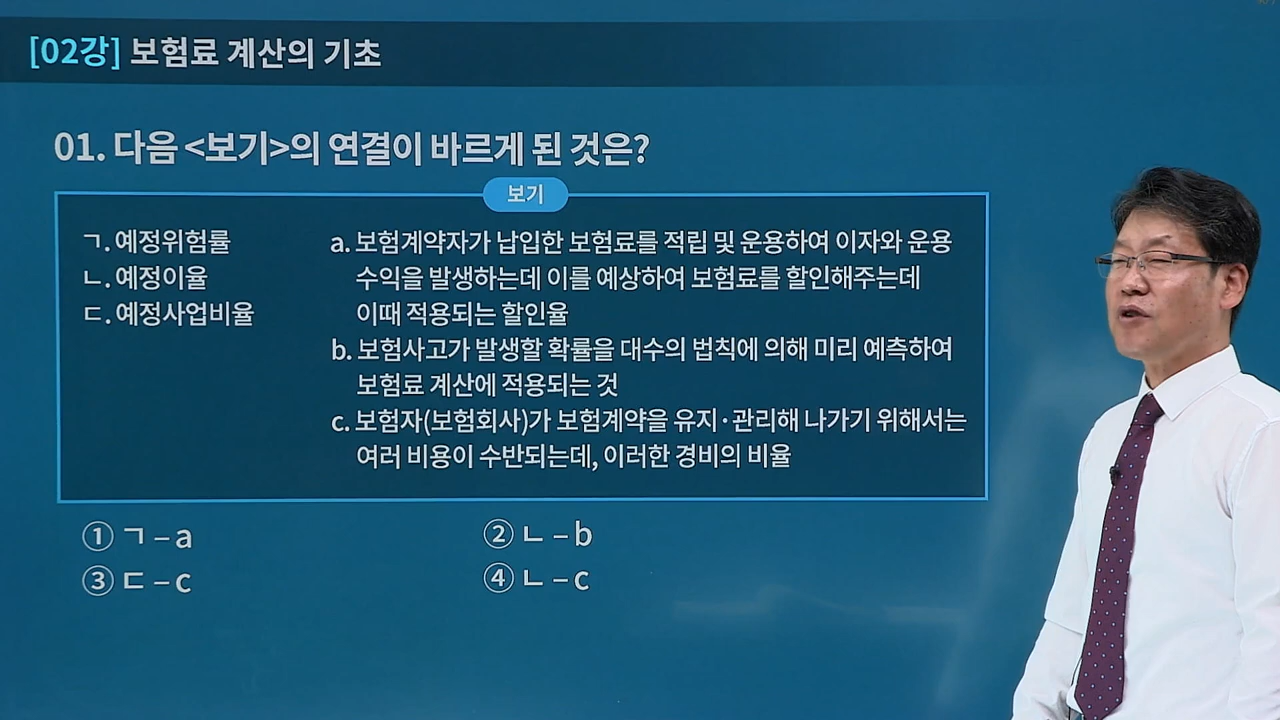 [02강] 보험료 계산의 기초
01. 다음 <보기>의 연결이 바르게 된 것은?
보기
ㄱ. 예정위험률
ㄴ. 예정이율
ㄷ. 예정사업비율
a. 보험계약자가 납입한 보험료를 적립 및 운용하여 이자와 운용
수익을 발생하는데 이를 예상하여 보험료를 할인해주는데
이때 적용되는 할인율
b. 보험사고가 발생할 확률을 대수의 법칙에 의해 미리 예측하여
보험료 계산에 적용되는 것
c. 보험자(보험회사)가 보험계약을 유지·관리해 나가기 위해서는
여러 비용이 수반되는데, 이러한 경비의 비율
① ㄱ – a
② ㄴ – b
③ ㄷ – c
④ ㄴ – c